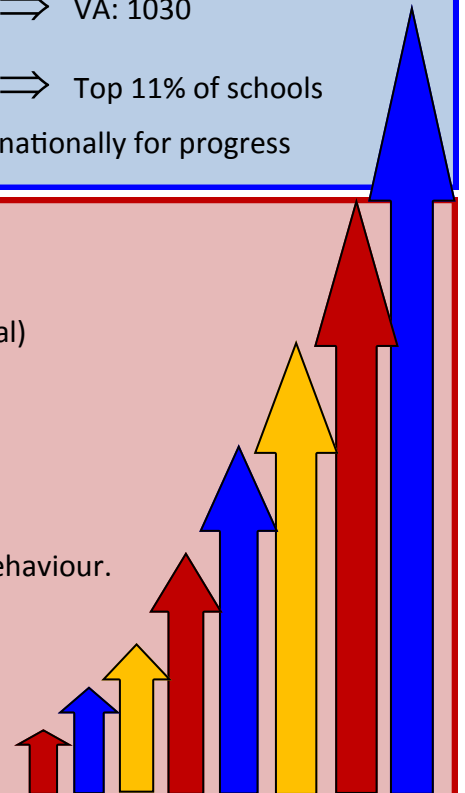 ⇒ VA: 1030
⇒ Top 11% of schools
nationally for progress
al)
ehaviour.